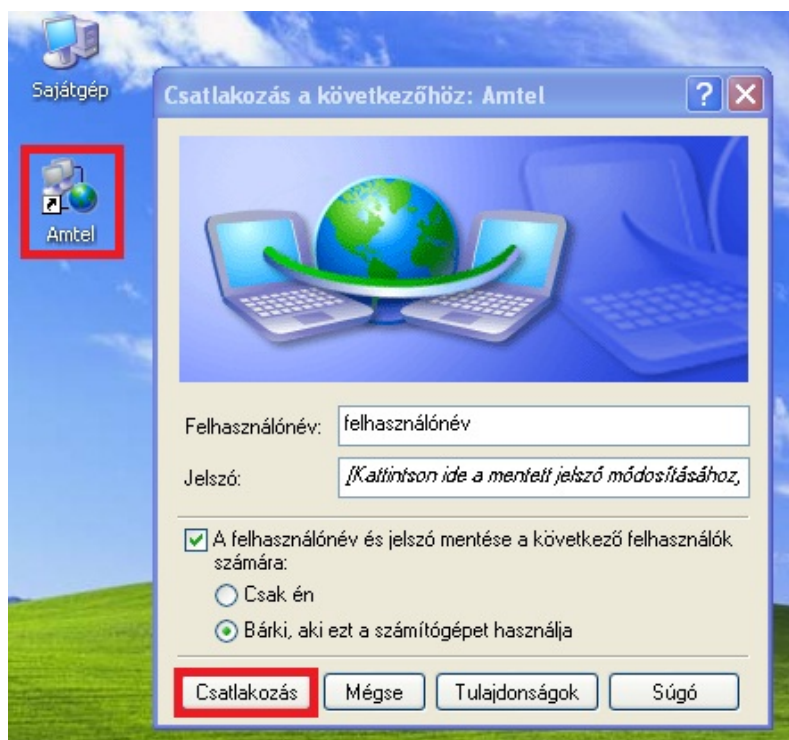 Sajátgép
Amtel
Csatlakozás a következőhöz: Amtel
Felhasználónév: felhasználónév
Jelszó: [Kattintson ide a mentett jelszó módosításához,
A felhasználónév és jelszó mentése a következő felhasználók
számára:
Csak én
Bárki, aki ezt a számítógépet használja
Csatlakozás Mégse Tulajdonságok Súgó